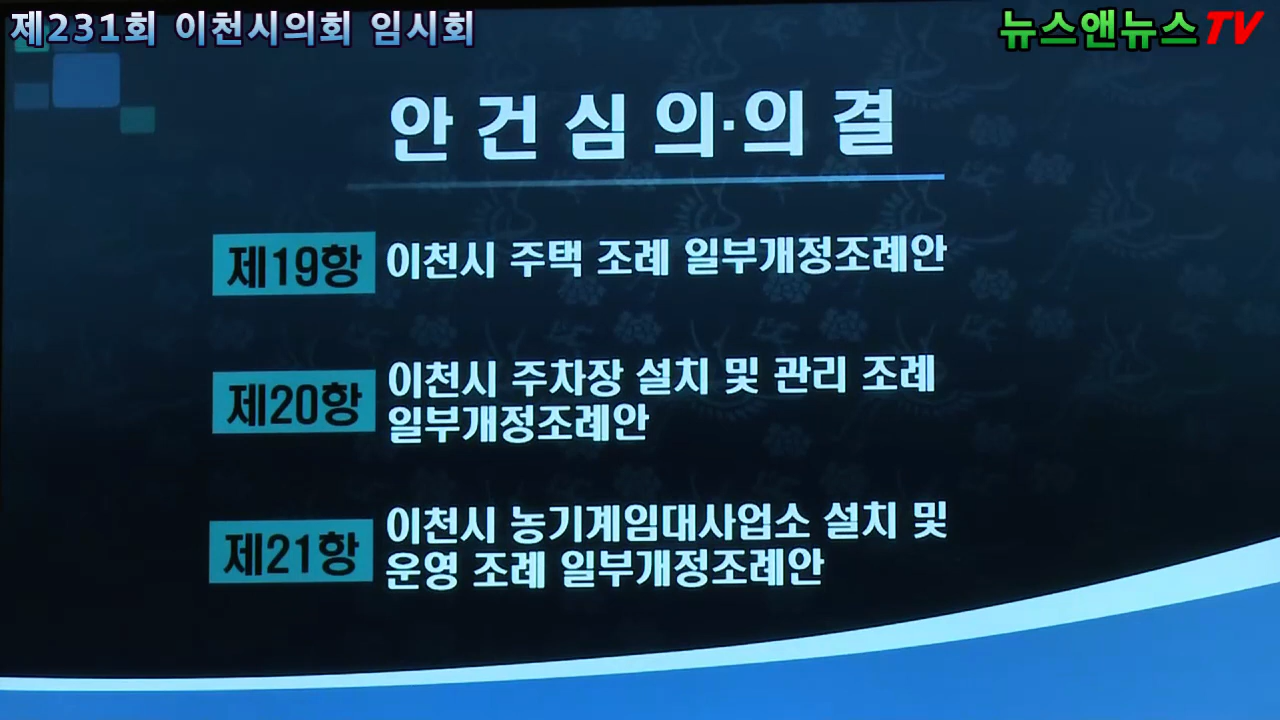 제231회 이천시의회 임시회
뉴스앤뉴스TV
안 건 심 의·의 결
제19항 이천시 주택 조례 일부개정조례안
제20항 이천시 주차장 설치 및 관리 조례
일부개정조례안
제21항 이천시 농기계임대사업소 설치 및
운영 조례 일부개정조례안